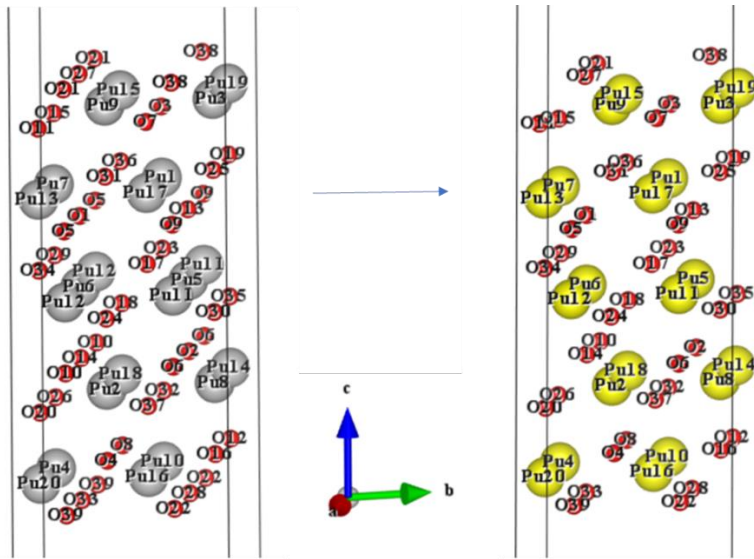 O38
O21
O27
O38
O21
Pu15
Pu19
Pu9
Pu3
O3
O15
O7
O11
O19
O36
O25
O31
Pu1
Pu7
Pu17
Pu13
O9
O5
O13
O1
O9
O5
O23
O29
O17
O34
Pu11
Pu12
Pu5
Pu6
Pu11
Pu12
O35
O18
O30
O24
O6
O10
O2
O14
O6
O10
Pu14
Pu18
Pu8
Pu2
O32
O26
O37
O20
O12
O8
O16
O4
Pu10
Pu4
Pu16
Pu20
O22
O39
O28
O33
O22
O39
c
b
a
O38
O21
O27
Pu19
Pu15
Pu9
Pu3
O3
O7
O15
O19
O36
O31
O25
Pu1
Pu7
Pu17
Pu13
O13
O1
O9
O5
O23
O29
O17
O34
Pu5
Pu6
Pu11
Pu12
O35
O18
O30
O24
O10
O2
O14
O6
Pu14
Pu18
Pu8
Pu2
O32
O26
O37
O20
O12
O8
O16
O4
Pu10
Pu4
Pu16
Pu20
O28
O33
O22
O39